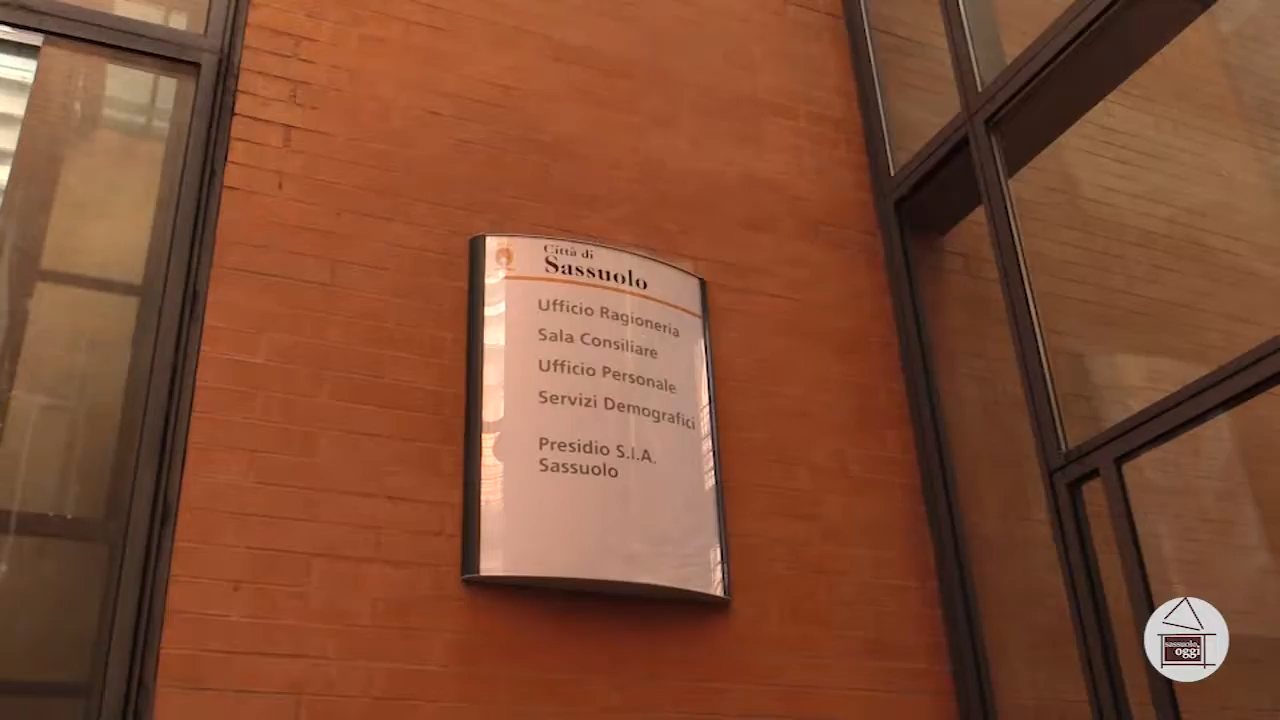 Città di
Sassuolo
Ufficio Ragioneria
Sala Consiliare
Ufficio Personale
Servizi Demografici
Presidio S.I.A.
Sassuolo
sassuolo
oggi